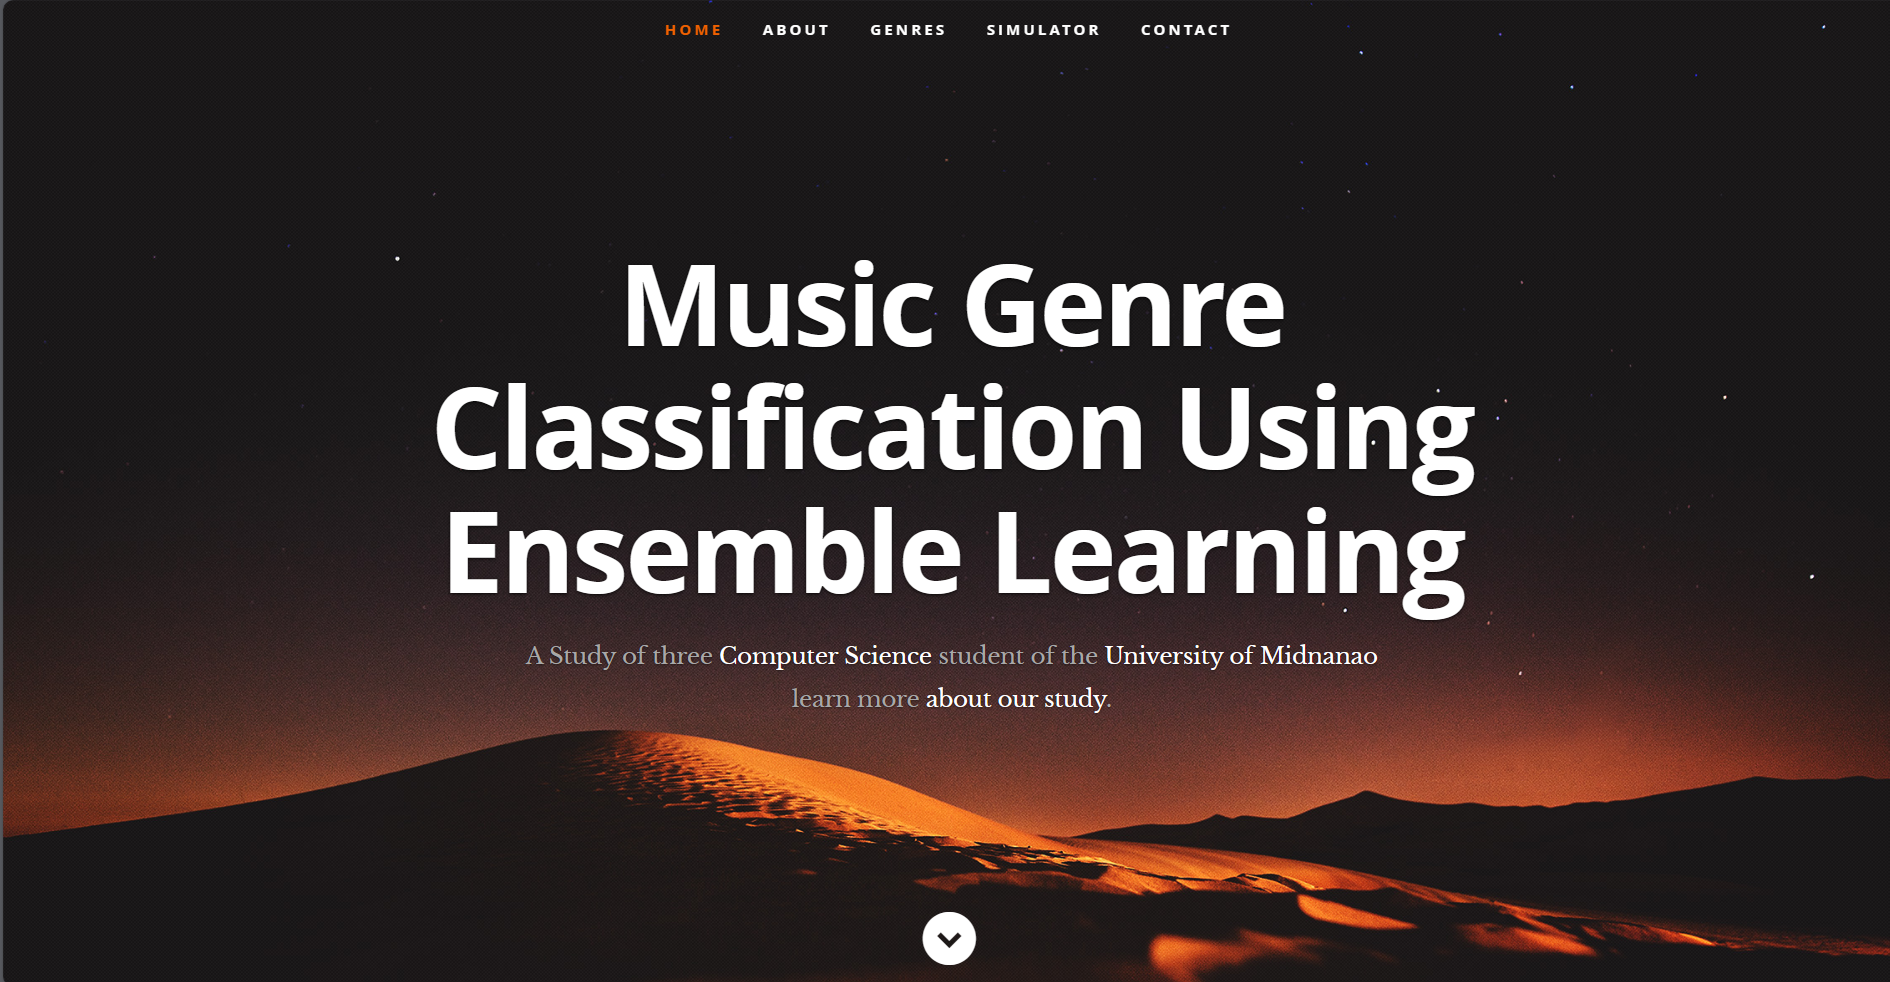 HOME ABOUT GENRES SIMULATOR CONTACT
Music Genre
Classification Using
Ensemble Learning
A Study of three Computer Science student of the University of Midnanao
learn more about our study.